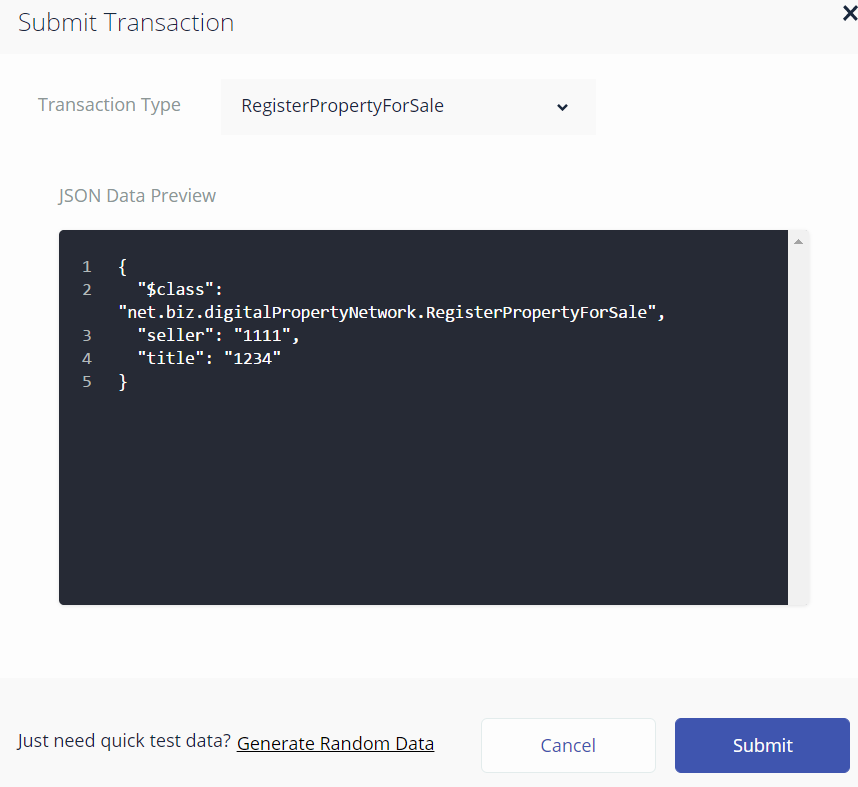 Submit Transaction
Transaction Type
RegisterPropertyForSale
JSON Data Preview
1 {
2 "$class":
"net.biz.digitalPropertyNetwork.RegisterPropertyForSale",
3 "seller": "1111",
4 "title": "1234"
5 }
Just need quick test data? Generate Random Data
Cancel
Submit